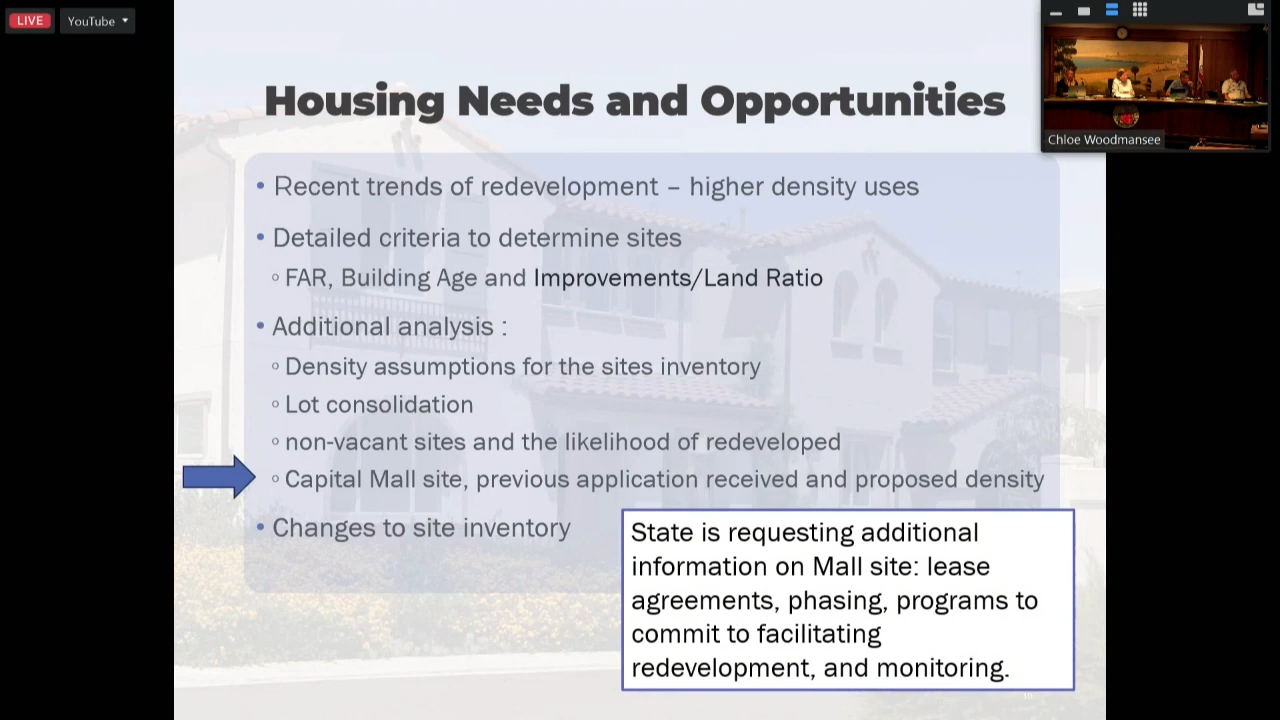 LIVE
YouTube
Housing Needs and Opportunities
Chloe Woodmansee
• Recent trends of redevelopment – higher density uses
• Detailed criteria to determine sites
◦ FAR, Building Age and Improvements/Land Ratio
• Additional analysis :
◦ Density assumptions for the sites inventory
◦ Lot consolidation
◦ non-vacant sites and the likelihood of redeveloped
◦ Capital Mall site, previous application received and proposed density
• Changes to site inventory
State is requesting additional
information on Mall site: lease
agreements, phasing, programs to
commit to facilitating
redevelopment, and monitoring.